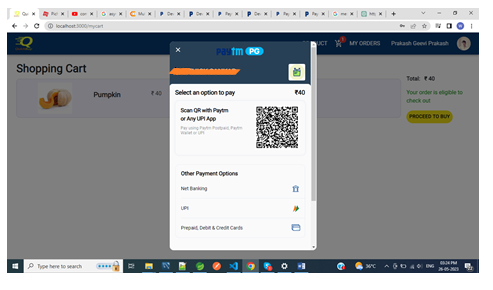 localhost:3000/mycart
MY ORDERS
Prakash Geevi Prakash
Shopping Cart
Pumpkin
₹ 40
Total: ₹ 40
Your order is eligible to
check out
PROCEED TO BUY
paytm PG
Select an option to pay
₹40
Scan QR with Paytm
or Any UPI App
Pay using Paytm Postpaid, Paytm
Wallet or UPI
Other Payment Options
Net Banking
UPI
Prepaid, Debit & Credit Cards
Type here to search
36°C
ENG
03:24 PM
26-05-2023